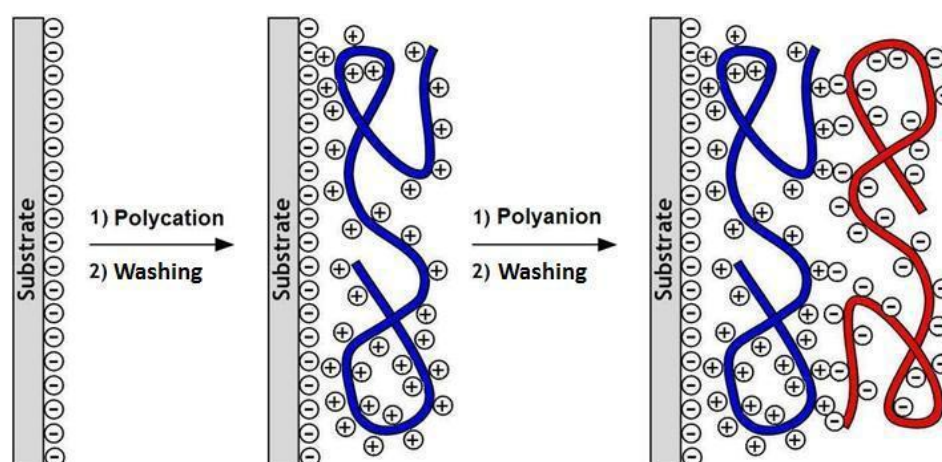 Substrate
1) Polycation
2) Washing
Substrate
1) Polyanion
2) Washing
Substrate